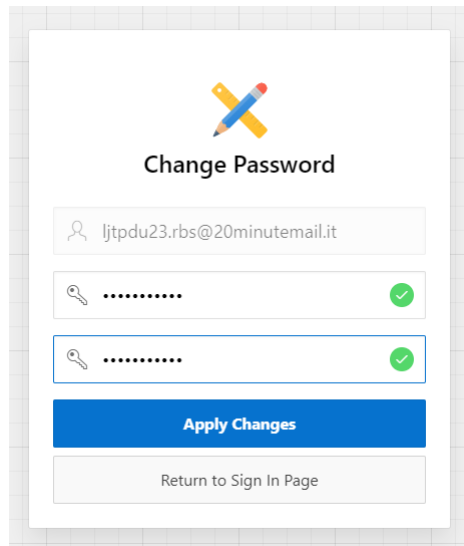 Change Password
ljtpdu23.rbs@20minutemail.it
•••••••••••
•••••••••••
Apply Changes
Return to Sign In Page